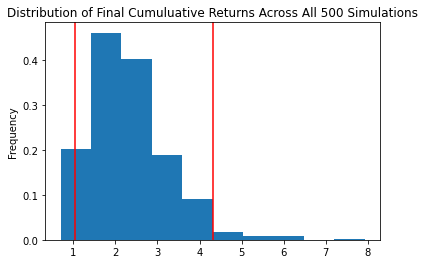 Distribution of Final Cumuluative Returns Across All 500 Simulations
Frequency
0.4
0.3
0.2
0.1
0.0
1 2 3 4 5 6 7 8